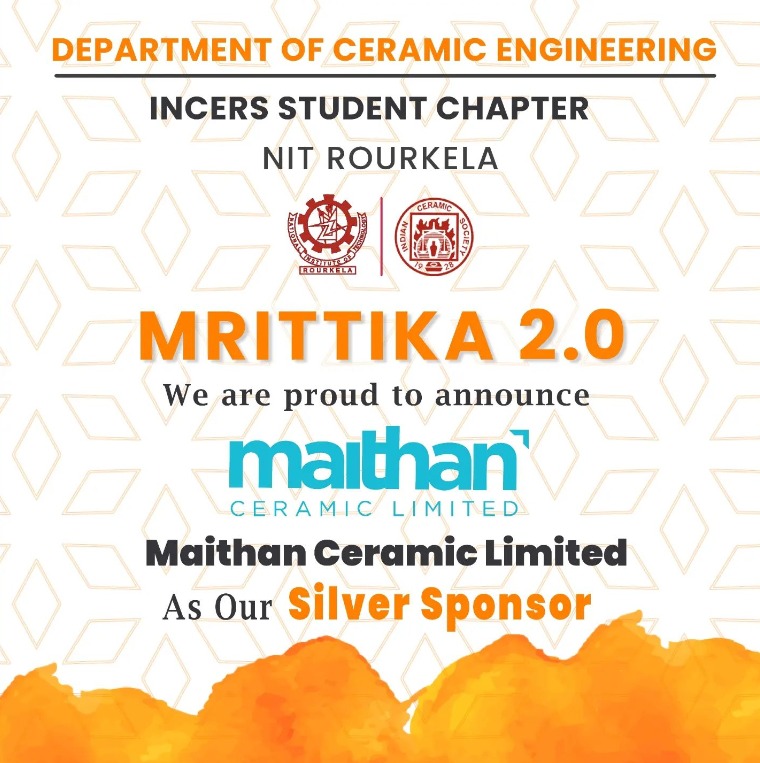 DEPARTMENT OF CERAMIC ENGINEERING
INCERS STUDENT CHAPTER
NIT ROURKELA
NATIONAL INSTITUTE OF TECHNOLOGY
ROURKELA
INDIAN CERAMIC SOCIETY
1928
MRITTIKA 2.0
We are proud to announce
maithan
CERAMIC LIMITED
Maithan Ceramic Limited
As Our Silver Sponsor